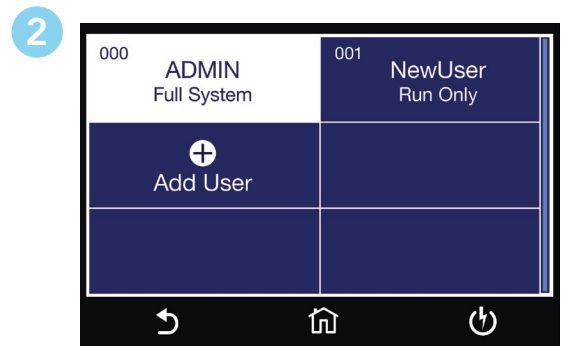 2
000
ADMIN
Full System
001
NewUser
Run Only
Add User